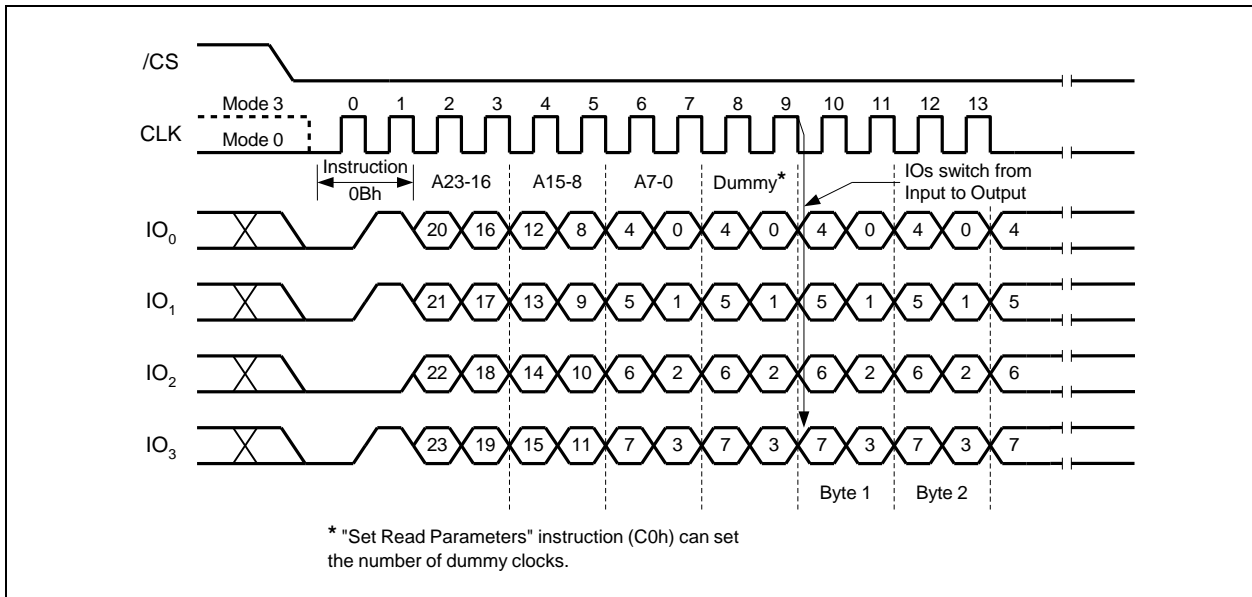 /CS
Mode 3 0 1 2 3 4 5 6 7 8 9 10 11 12 13
CLK Mode 0
Instruction
0Bh
A23-16 A15-8 A7-0 Dummy*
IOs switch from
Input to Output
IO0 20 16 12 8 4 0 4 0 4 0 4 0 4
IO1 21 17 13 9 5 1 5 1 5 1 5 1 5
IO2 22 18 14 10 6 2 6 2 6 2 6 2 6
IO3 23 19 15 11 7 3 7 3 7 3 7 3 7
Byte 1 Byte 2
* "Set Read Parameters" instruction (C0h) can set
the number of dummy clocks.